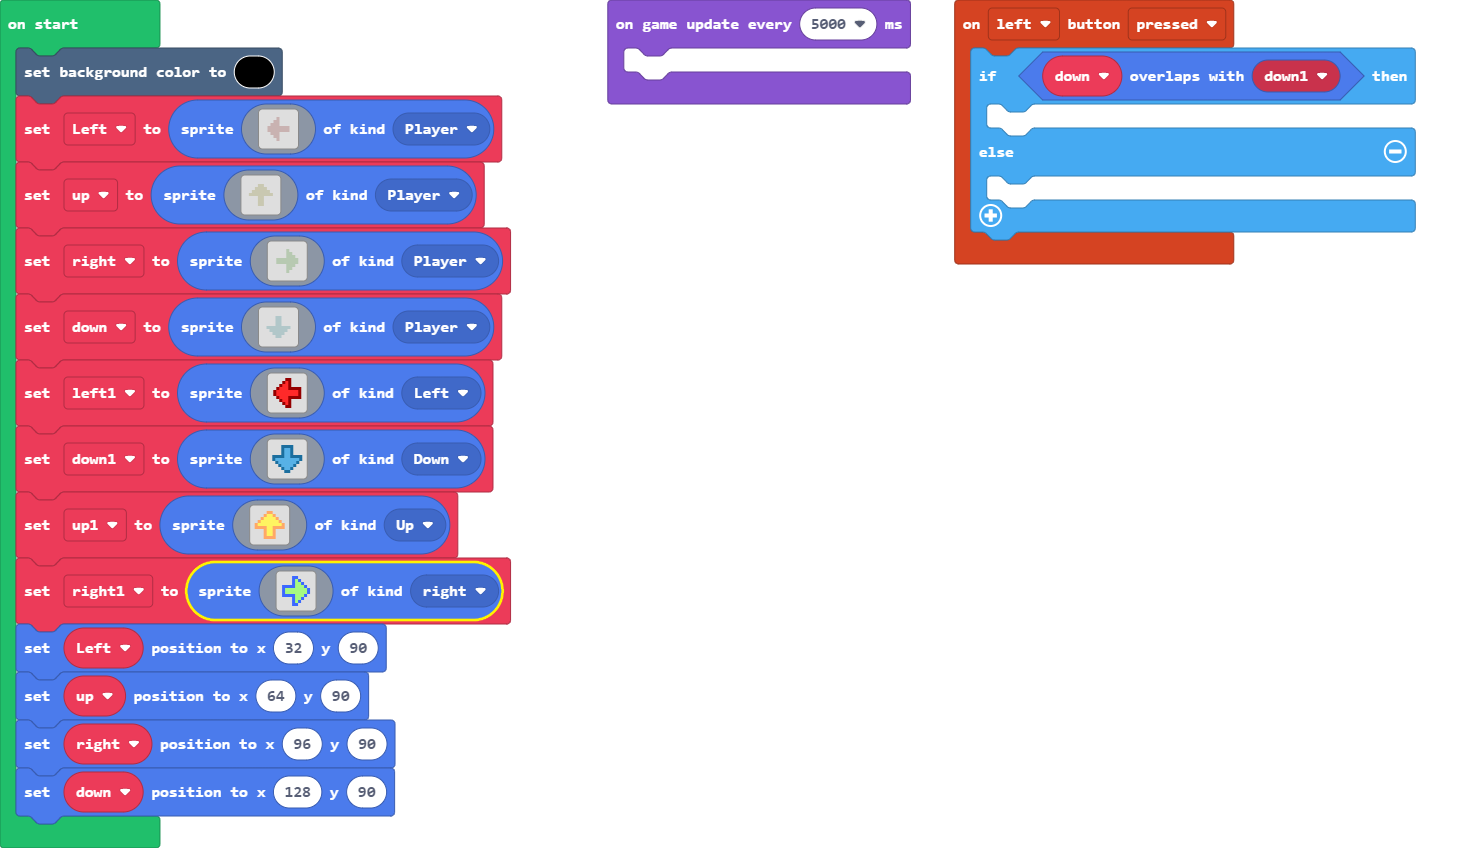 on start
set background color to
set Left to sprite of kind Player
set up to sprite of kind Player
set right to sprite of kind Player
set down to sprite of kind Player
set left1 to sprite of kind Left
set down1 to sprite of kind Down
set up1 to sprite of kind Up
set right1 to sprite of kind right
set Left position to x 32 y 90
set up position to x 64 y 90
set right position to x 96 y 90
set down position to x 128 y 90
on game update every 5000 ms
on left button pressed
if down overlaps with down1 then
else